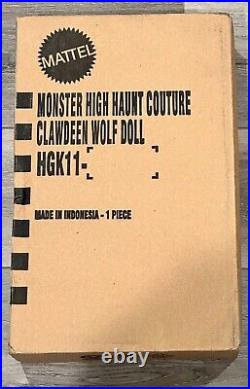 MATTEL
MONSTER HIGH HAUNT COUTURE
CLAWDEEN WOLF DOLL
HGK11-
MADE IN INDONESIA - 1 PIECE